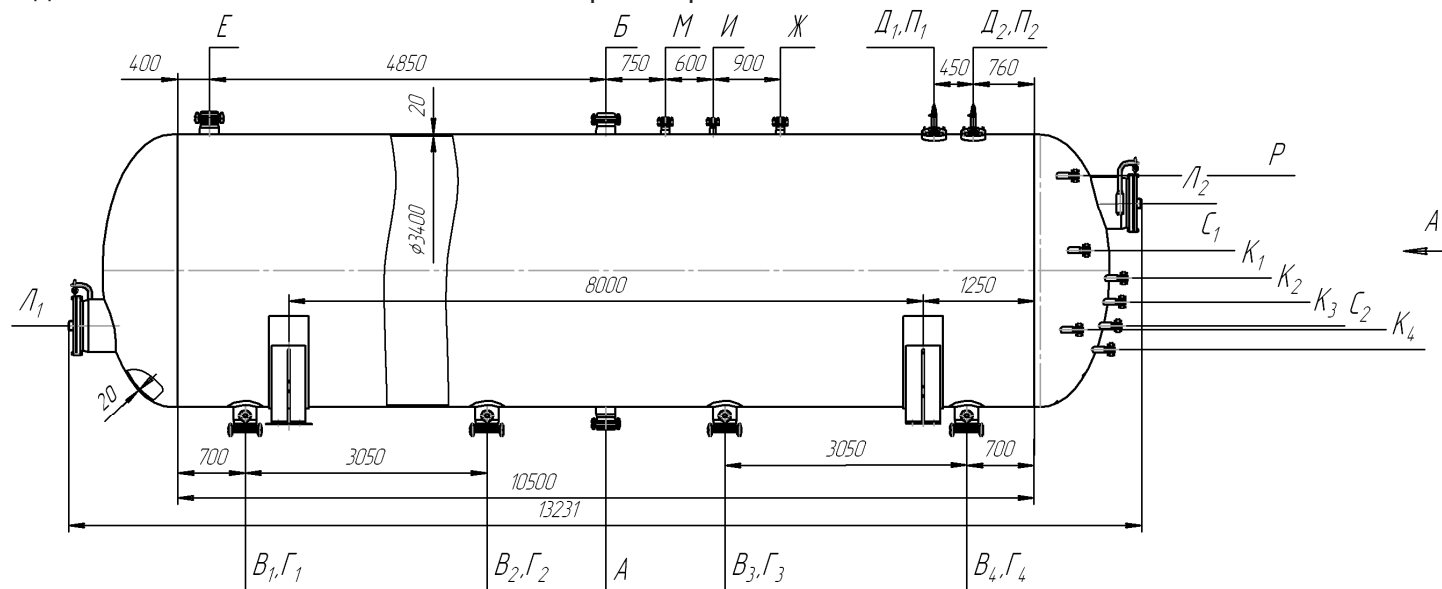 Е Б М И Ж Д₁,П₁ Д₂,П₂
400 4850 750 600 900 450 760
20
Р
Л₂
⌀3400
С₁
А
К₁
8000 1250
К₂
Л₁
К₃ С₂
К₄
20
700 3050 3050 700
10500
13231
В₁,Г₁ В₂,Г₂ А В₃,Г₃ В₄,Г₄